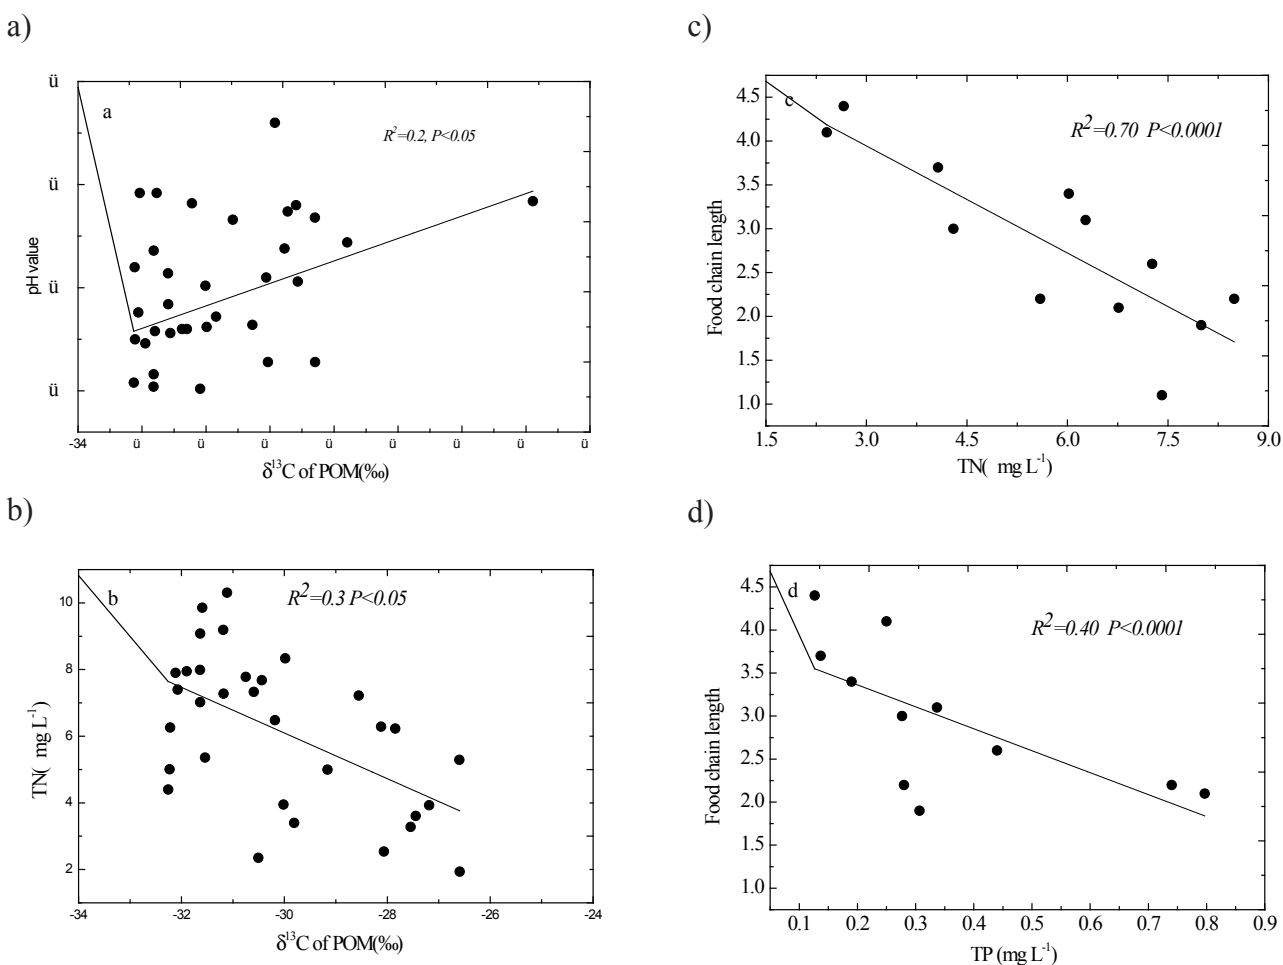 a)
ü
a
R²=0.2, P<0.05
ü
pH value
ü
ü
-34 ü ü ü ü ü ü ü ü
δ¹³C of POM(‰)
b)
b
R²=0.3 P<0.05
10
8
6
4
2
TN( mg L⁻¹)
-34 -32 -30 -28 -26 -24
δ¹³C of POM(‰)
c)
c
R²=0.70 P<0.0001
4.5
4.0
3.5
3.0
2.5
2.0
1.5
1.0
Food chain length
1.5 3.0 4.5 6.0 7.5 9.0
TN( mg L⁻¹)
d)
d
R²=0.40 P<0.0001
4.5
4.0
3.5
3.0
2.5
2.0
1.5
1.0
Food chain length
0.1 0.2 0.3 0.4 0.5 0.6 0.7 0.8 0.9
TP (mg L⁻¹)